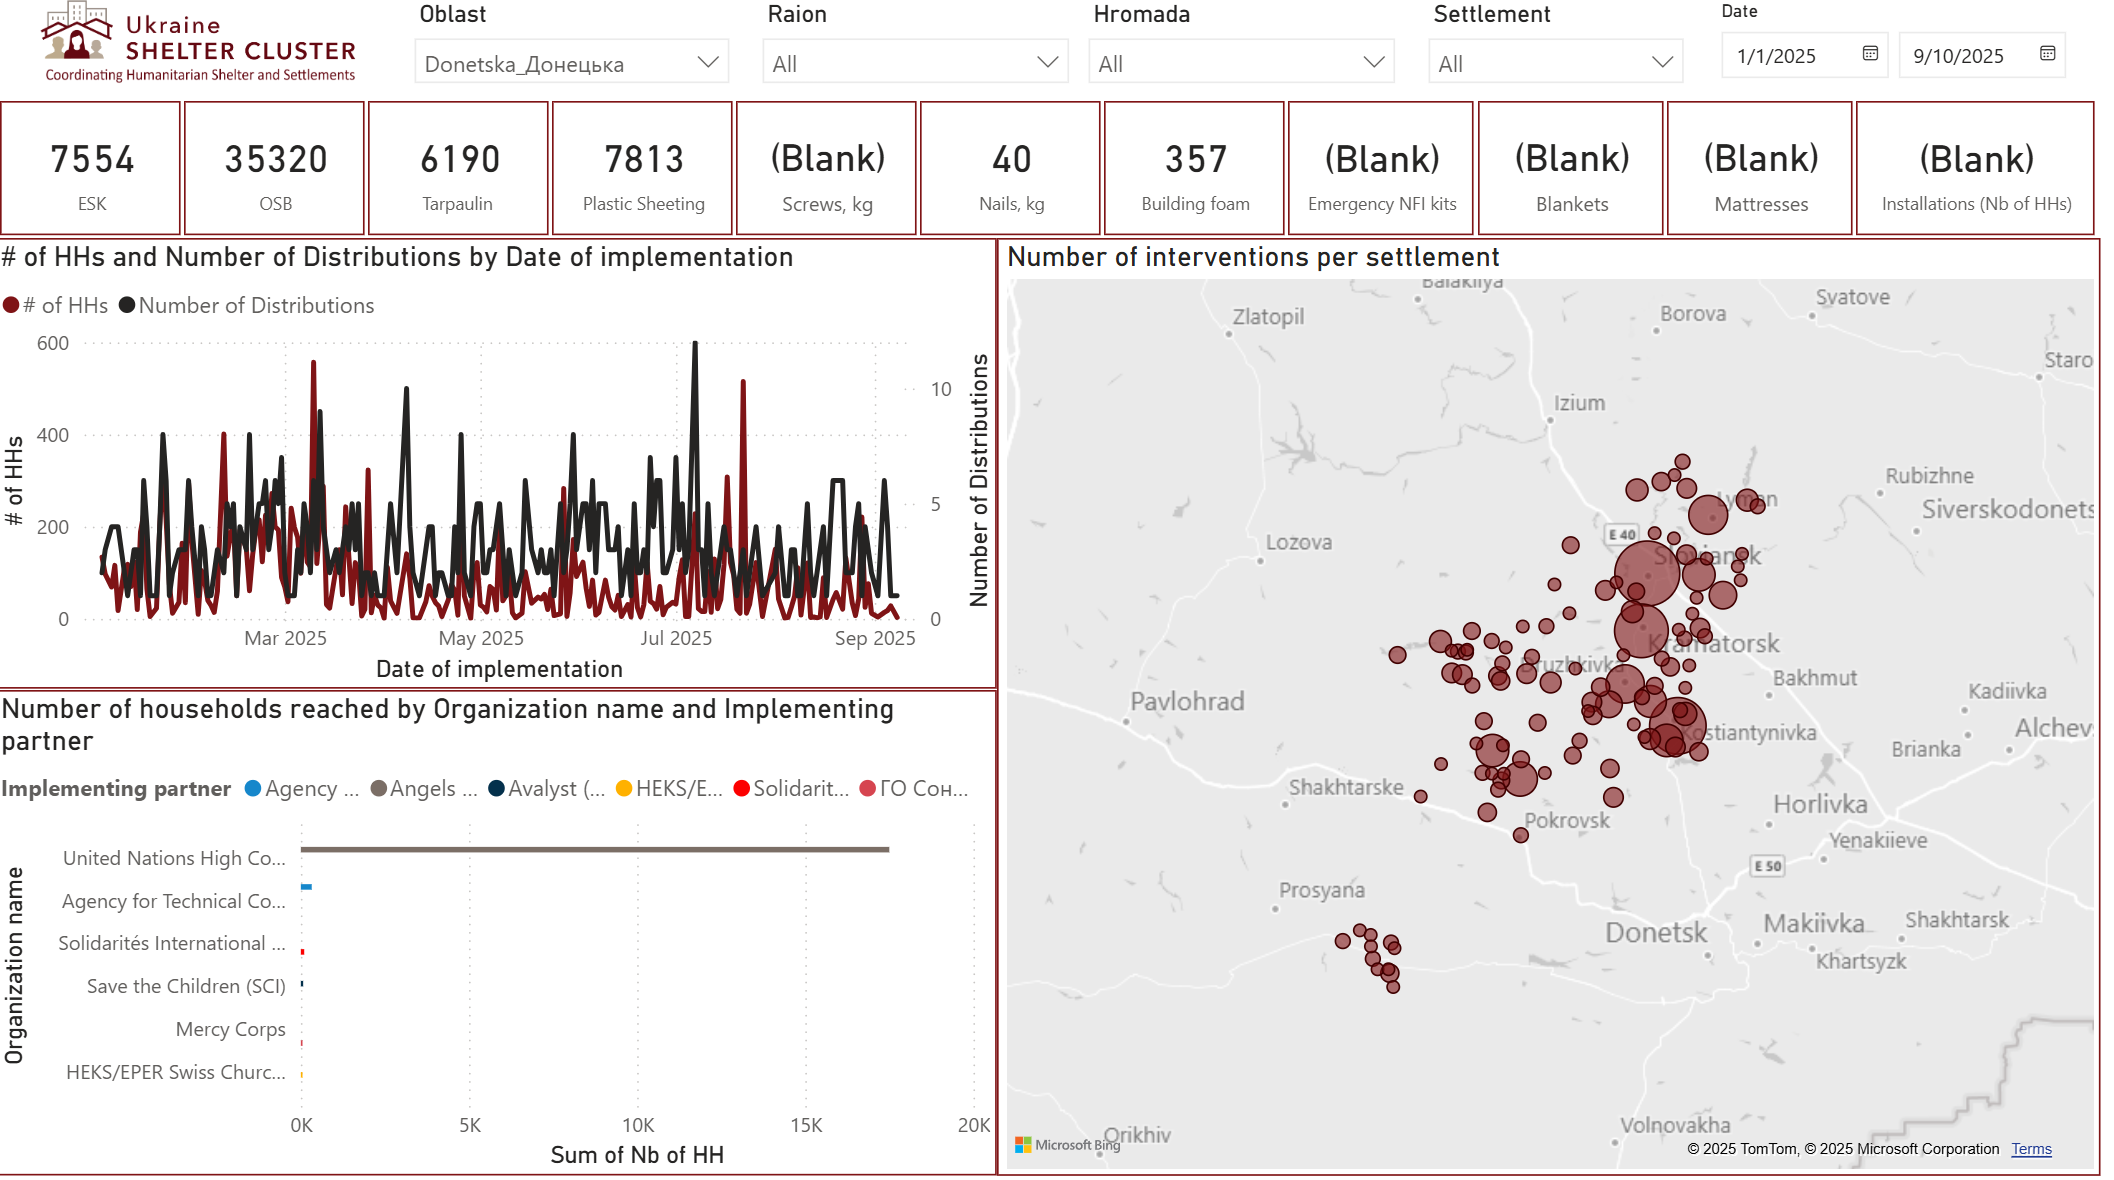 Ukraine
SHELTER CLUSTER
Coordinating Humanitarian Shelter and Settlements
Oblast
Donetska_Донецька
Raion
All
Hromada
All
Settlement
All
Date
1/1/2025
9/10/2025
7554
ESK
35320
OSB
6190
Tarpaulin
7813
Plastic Sheeting
(Blank)
Screws, kg
40
Nails, kg
357
Building foam
(Blank)
Emergency NFI kits
(Blank)
Blankets
(Blank)
Mattresses
(Blank)
Installations (Nb of HHs)
# of HHs and Number of Distributions by Date of implementation
# of HHs
Number of Distributions
# of HHs
600
400
200
0
Number of Distributions
10
5
0
Mar 2025
May 2025
Jul 2025
Sep 2025
Date of implementation
Number of households reached by Organization name and Implementing
partner
Implementing partner
Agency ...
Angels ...
Avalyst (...
HEKS/E...
Solidarit...
ГО Сон...
Organization name
United Nations High Co...
Agency for Technical Co...
Solidarités International ...
Save the Children (SCI)
Mercy Corps
HEKS/EPER Swiss Churc...
0K
5K
10K
15K
20K
Sum of Nb of HH
Number of interventions per settlement
Balakliya
Svatove
Zlatopil
Borova
Staro
Izium
Rubizhne
Lyman
Siverskodonets
E 40
Lozova
Sloviansk
Kramatorsk
Druzhkivka
Bakhmut
Kadiivka
Pavlohrad
Kostiantynivka
Alchev
Brianka
Shakhtarske
Horlivka
Pokrovsk
Yenakiieve
E 50
Prosyana
Donetsk
Makiivka
Shakhtarsk
Khartsyzk
Volnovakha
Orikhiv
Microsoft Bing
© 2025 TomTom, © 2025 Microsoft Corporation Terms